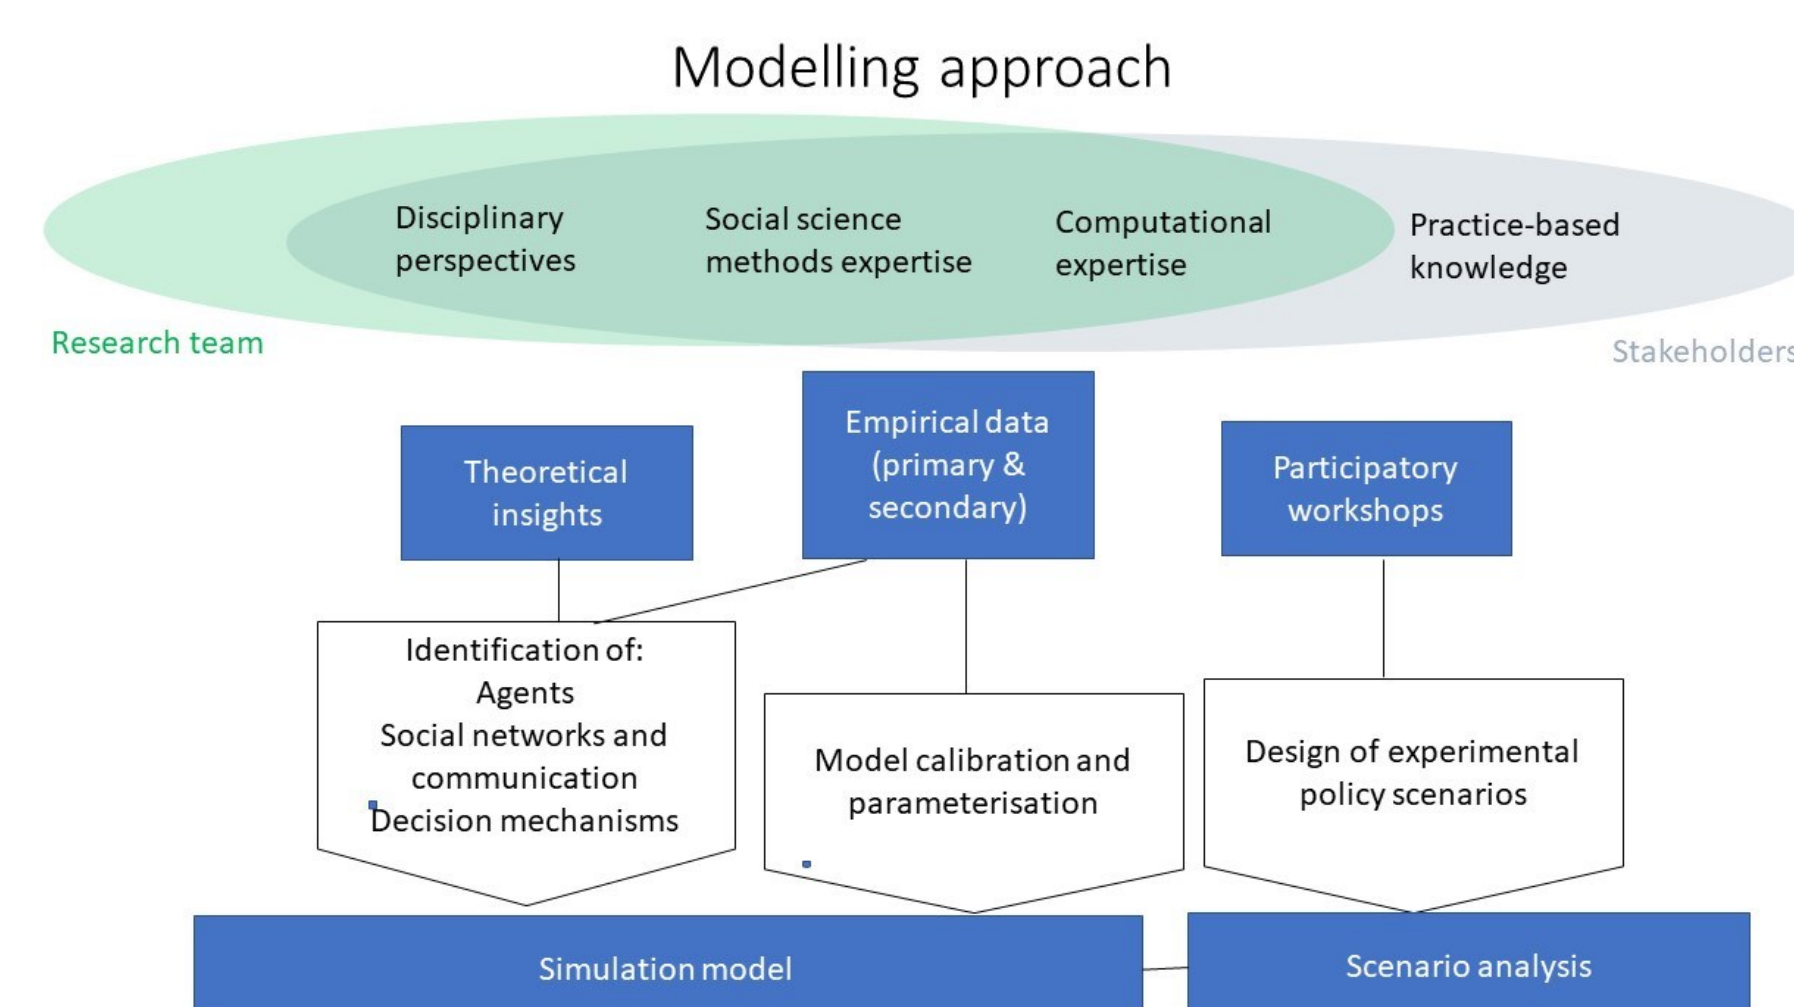 Modelling approach
Disciplinary
perspectives
Social science
methods expertise
Computational
expertise
Practice-based
knowledge
Research team
Stakeholders
Theoretical
insights
Empirical data
(primary &
secondary)
Participatory
workshops
Identification of:
Agents
Social networks and
communication
Decision mechanisms
Model calibration and
parameterisation
Design of experimental
policy scenarios
Simulation model
Scenario analysis